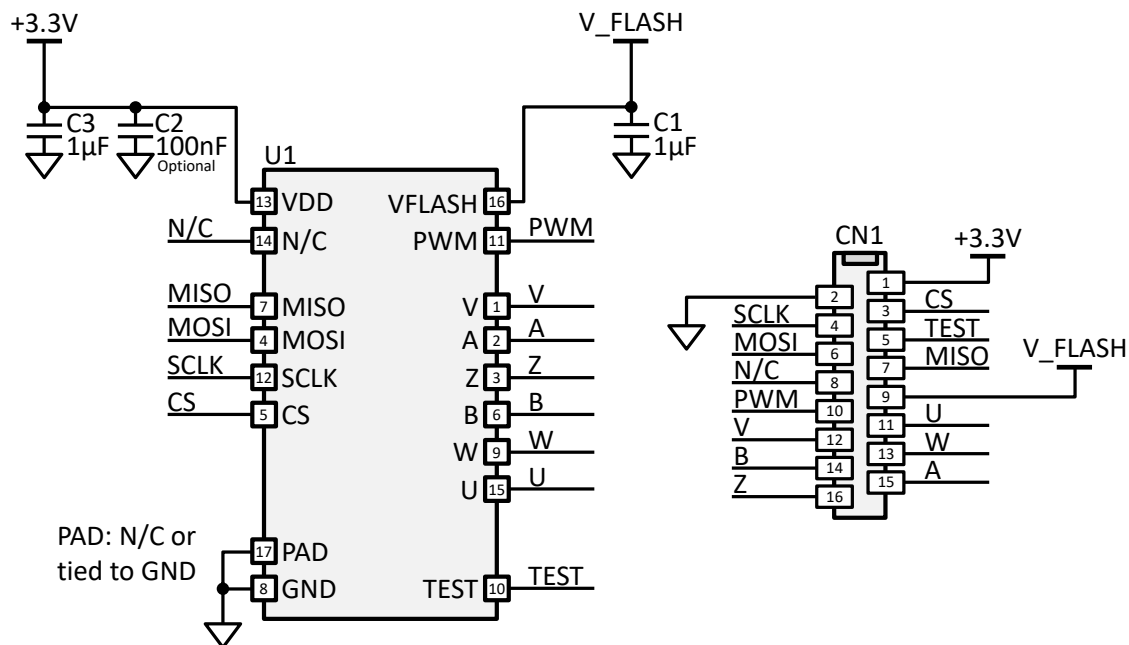 +3.3V
V_FLASH
C3
1µF
C2
100nF
Optional
C1
1µF
U1
13 VDD
VFLASH 16
N/C
14 N/C
PWM 11
PWM
MISO
7 MISO
V 1
V
MOSI
4 MOSI
A 2
A
SCLK
12 SCLK
Z 3
Z
CS
5 CS
B 6
B
W 9
W
U 15
U
PAD: N/C or
tied to GND
17 PAD
8 GND
TEST 10
TEST
CN1
+3.3V
1
2
CS
3
SCLK
4
TEST
5
MOSI
6
MISO
7
V_FLASH
N/C
8
9
PWM
10
U
11
V
12
W
13
B
14
A
15
Z
16